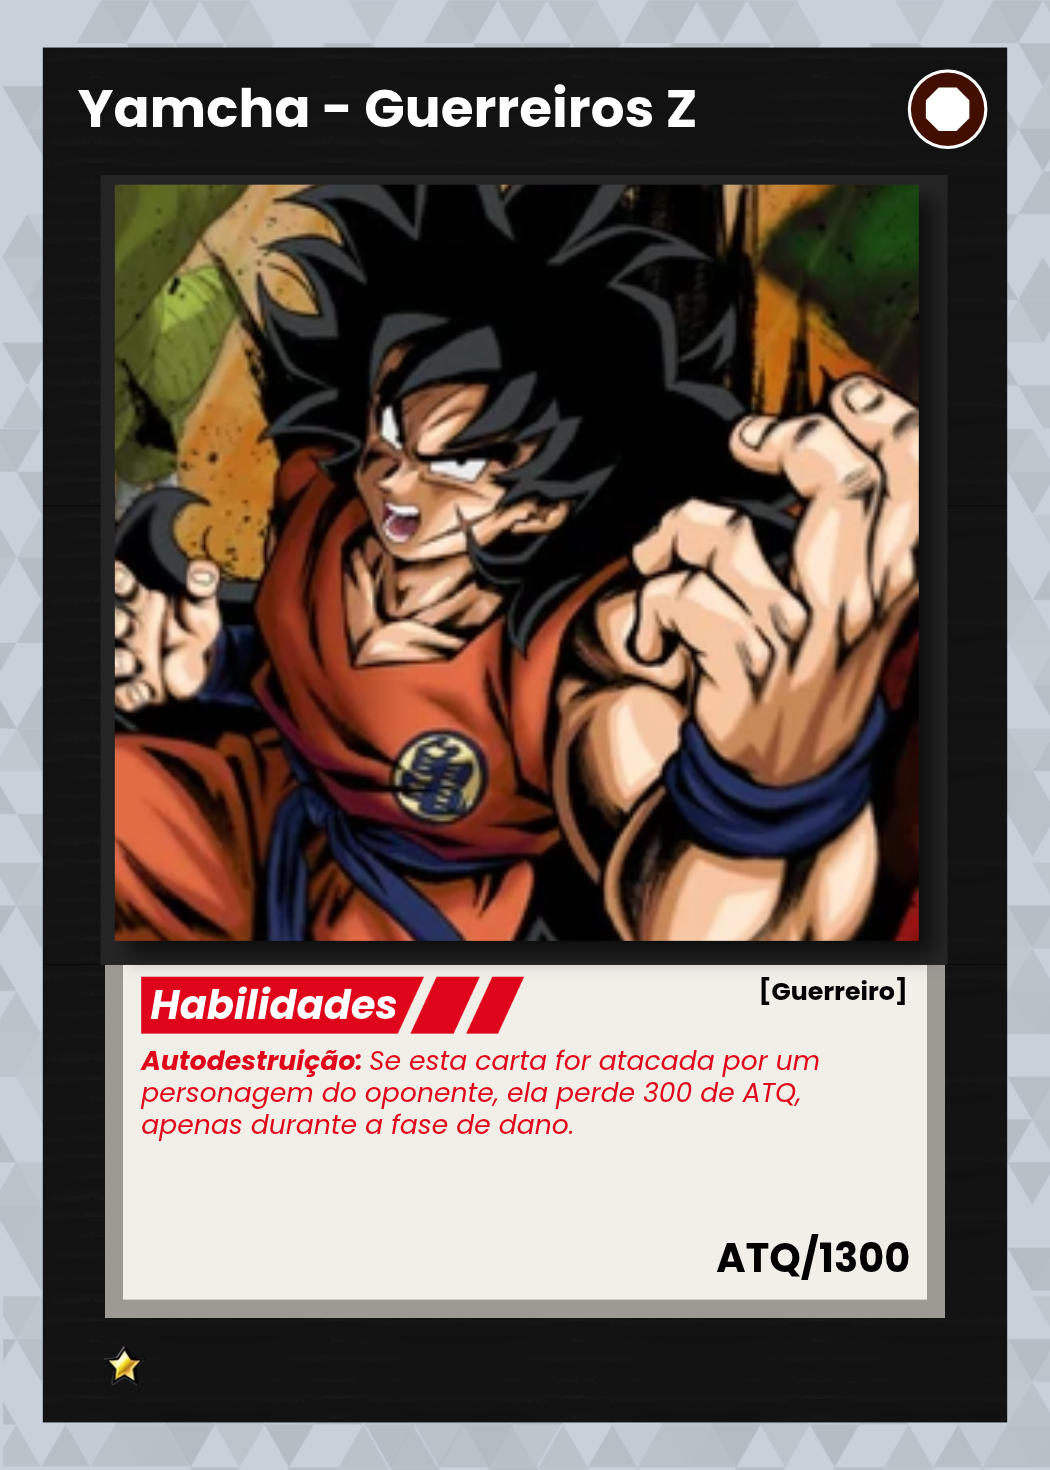 Yamcha - Guerreiros Z
Habilidades
[Guerreiro]
Autodestruição: Se esta carta for atacada por um
personagem do oponente, ela perde 300 de ATQ,
apenas durante a fase de dano.
ATQ/1300